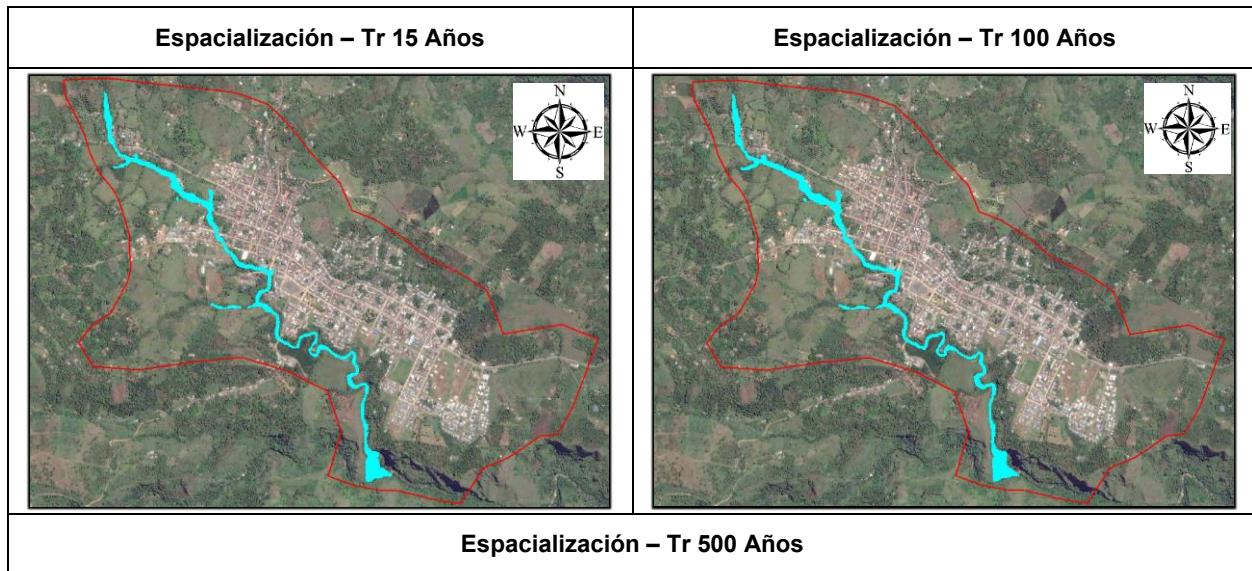 Espacialización – Tr 15 Años
Espacialización – Tr 100 Años
N
W E
S
N
W E
S
Espacialización – Tr 500 Años